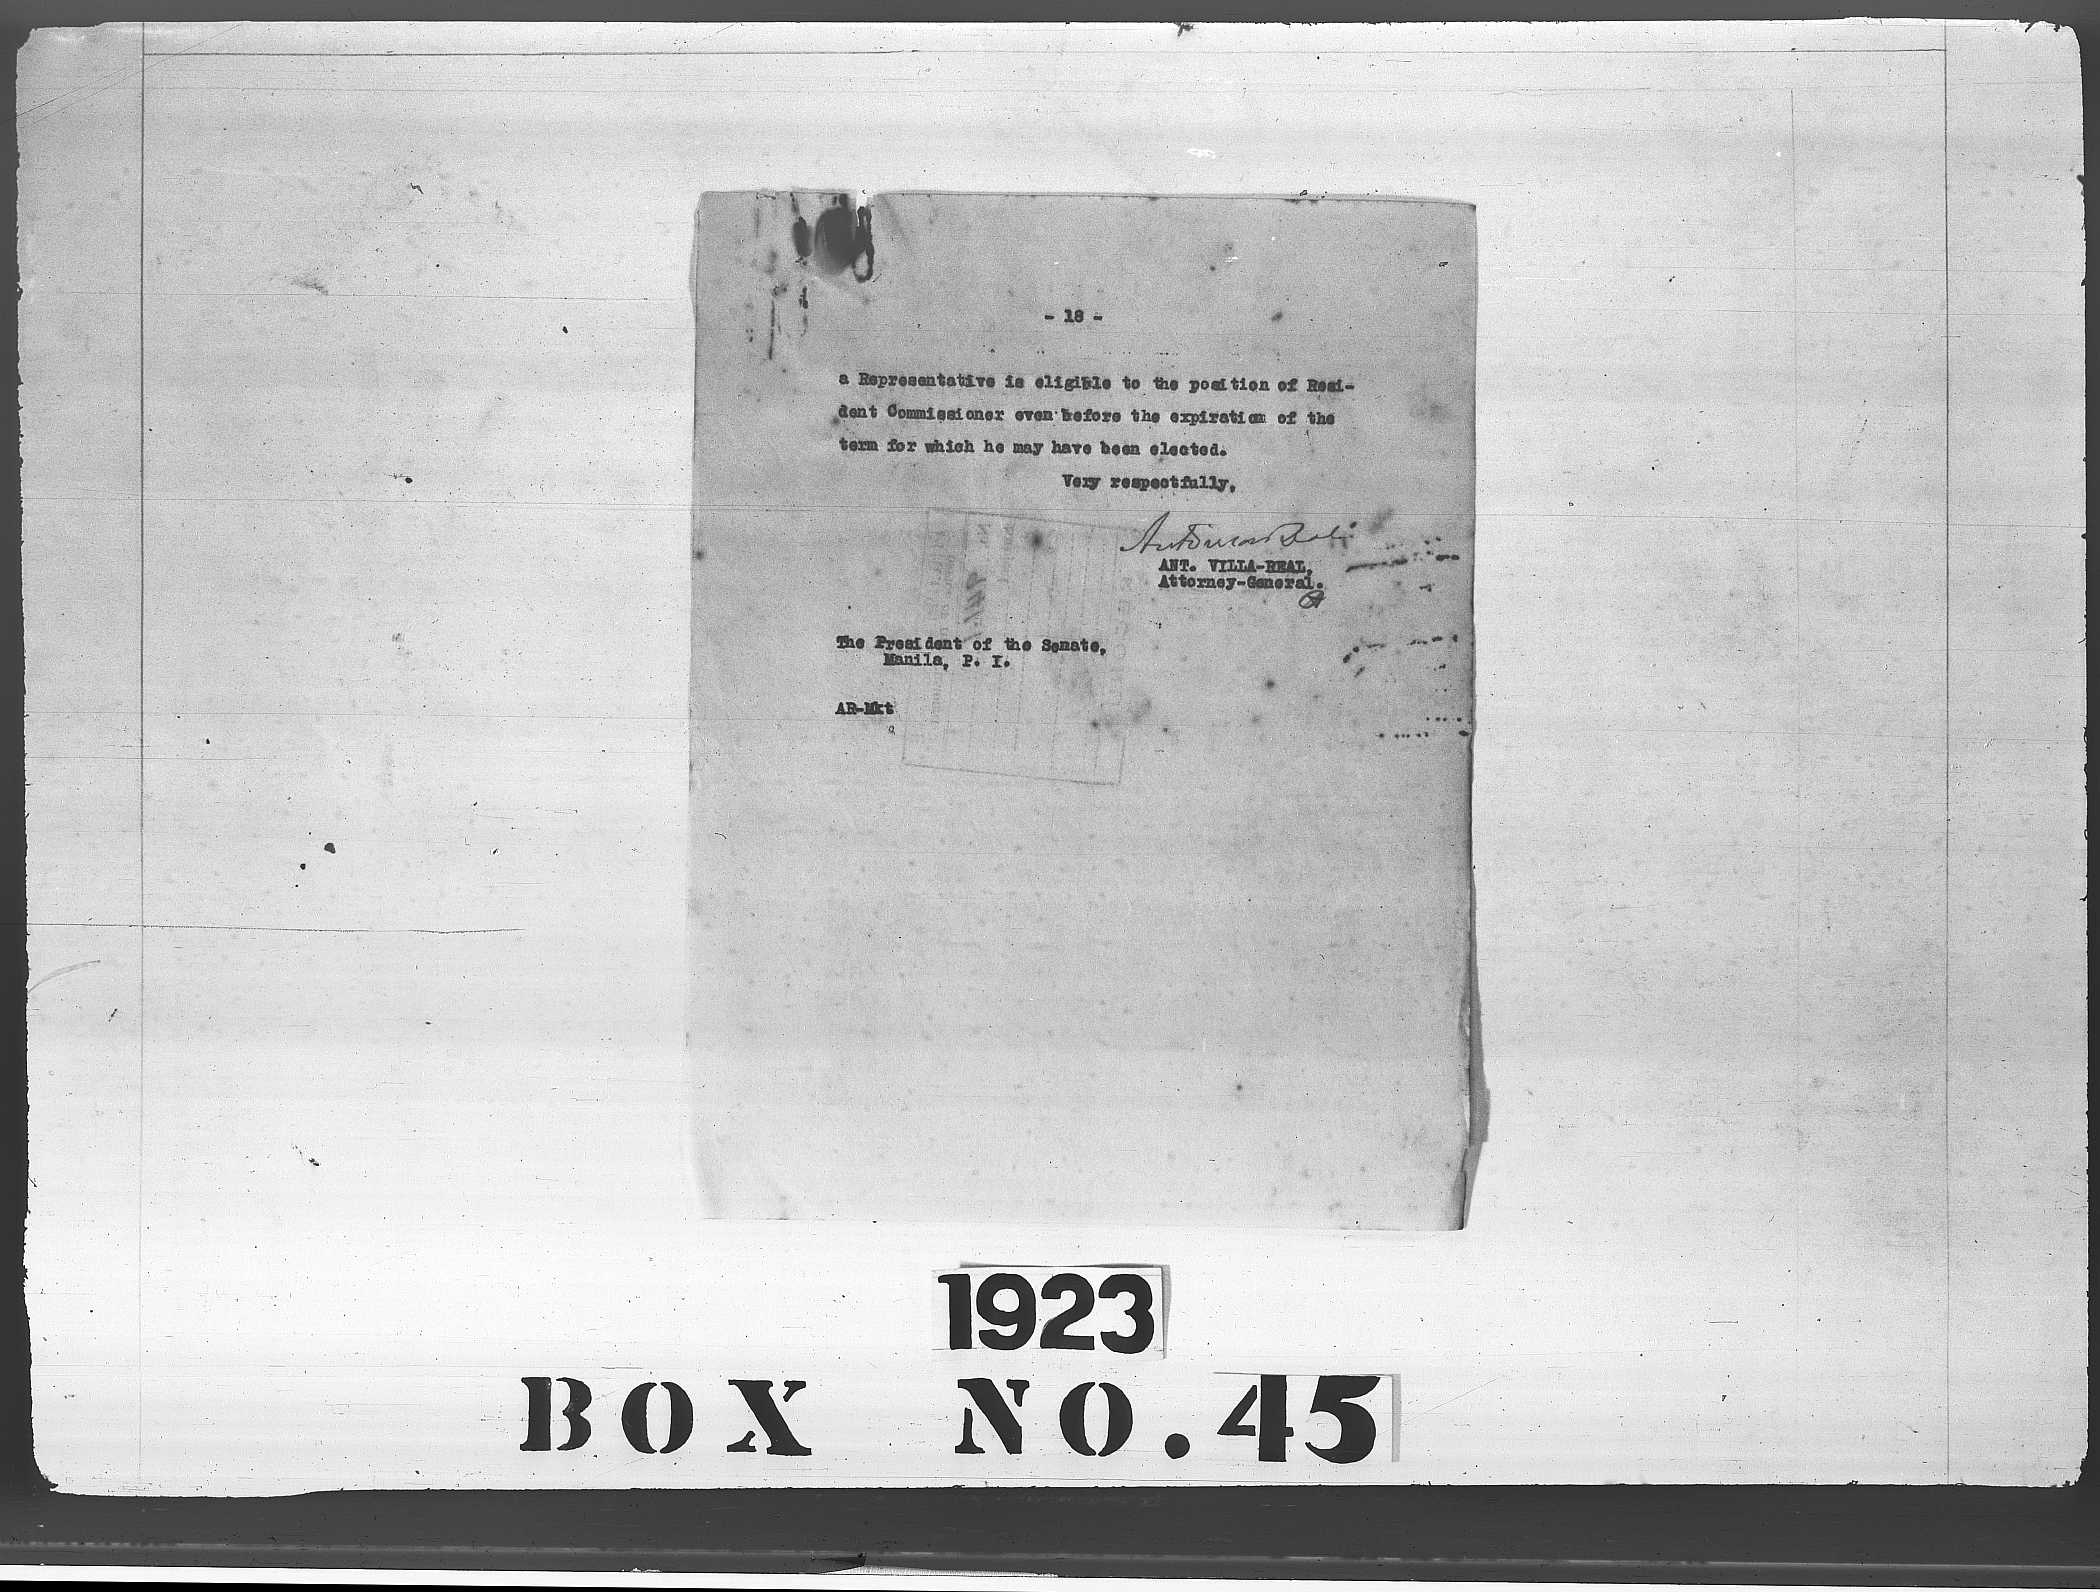 - 18 -
a Representative is eligible to the position of Resi-
dent Commissioner even before the expiration of the
term for which he may have been elected.
Very respectfully,
ANT. VILLA-REAL,
Attorney-General.
The President of the Senate,
Manila, P. I.
AR-Mkt
1923
BOX NO. 45